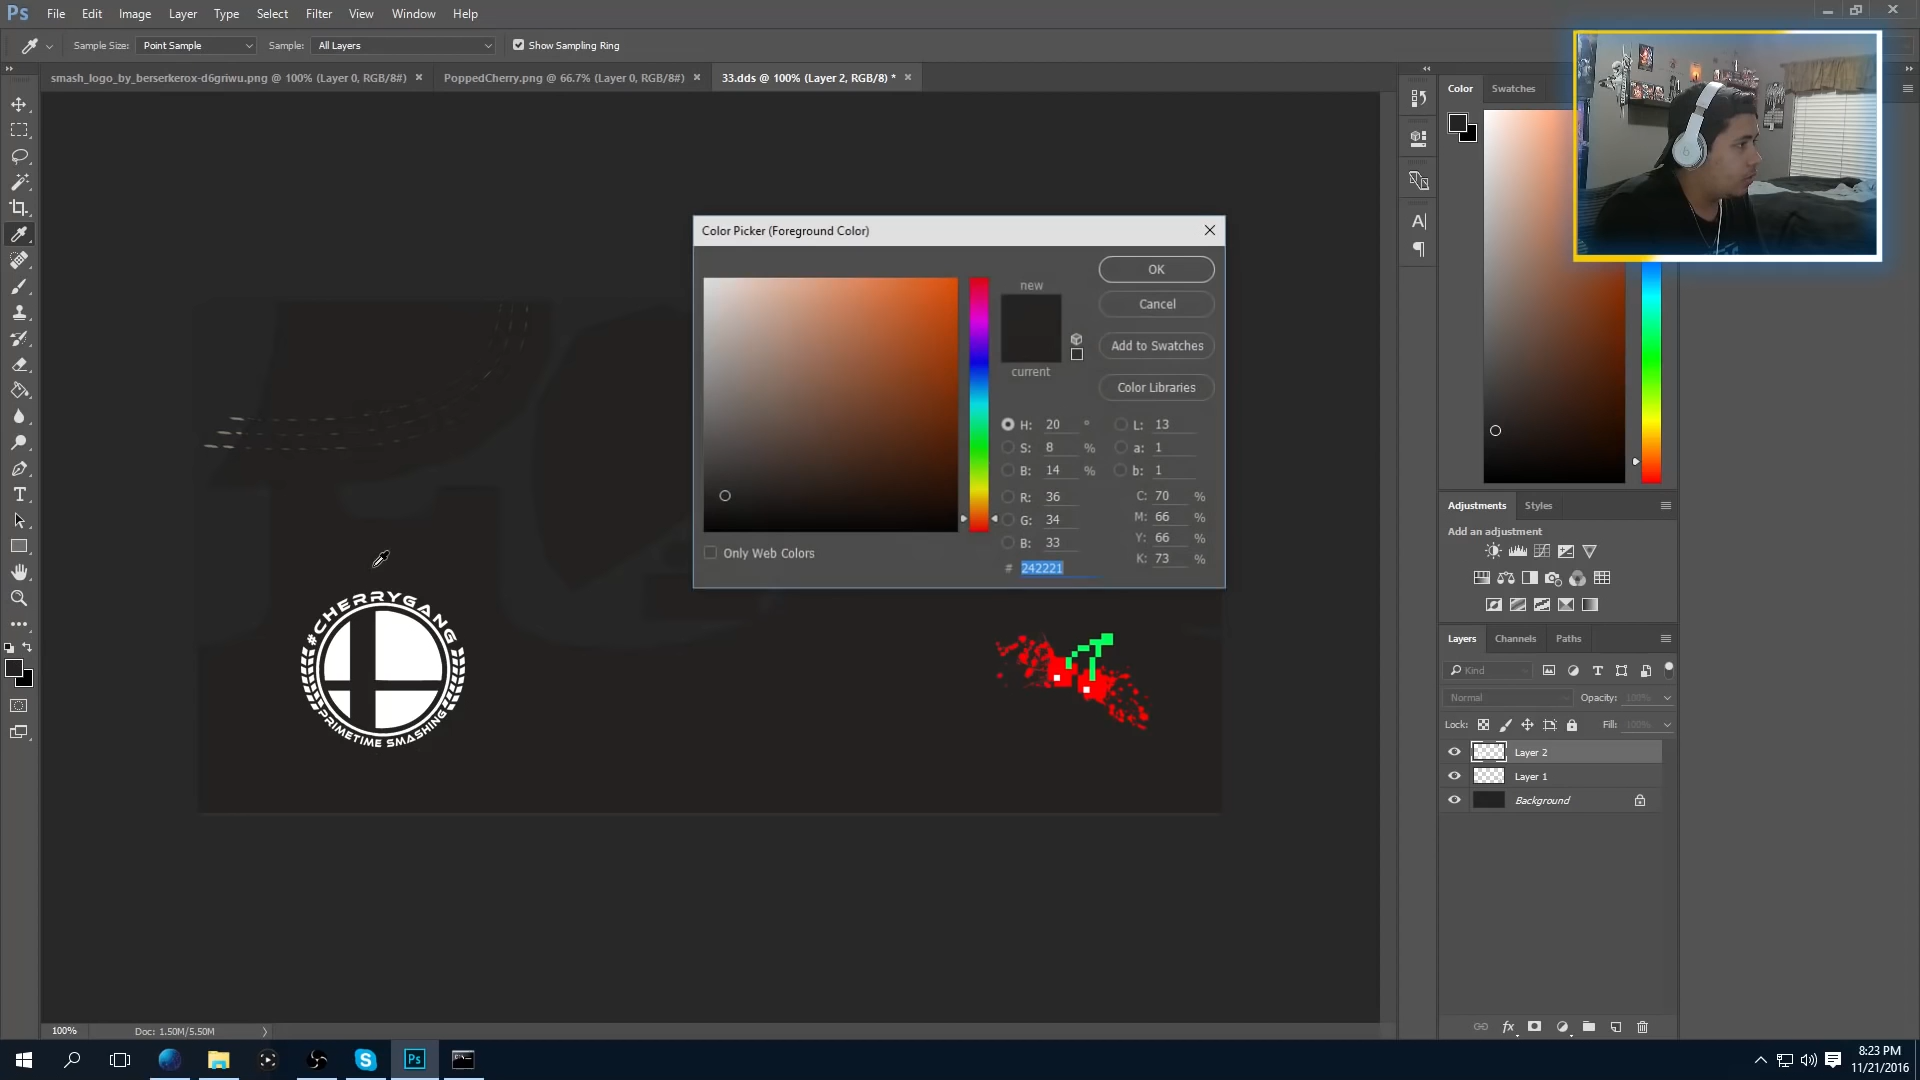 Ps File Edit Image Layer Type Select Filter View Window Help
Sample Size: Point Sample Sample: All Layers Show Sampling Ring
smash_logo_by_berserkerox-d6griwu.png @ 100% (Layer 0, RGB/8#) × PoppedCherry.png @ 66.7% (Layer 0, RGB/8#) × 33.dds @ 100% (Layer 2, RGB/8) * ×
Color Swatches
Color Picker (Foreground Color)
OK
new
Cancel
Add to Swatches
current
Color Libraries
H: 20 ° L: 13
S: 8 % a: 1
B: 14 % b: 1
R: 36 C: 70 %
G: 34 M: 66 %
B: 33 Y: 66 %
K: 73 %
Only Web Colors
# 242221
#CHERRYGANG
PRIMETIME SMASHING
Adjustments Styles
Add an adjustment
Layers Channels Paths
Kind
Normal Opacity: 100%
Lock: Fill: 100%
Layer 2
Layer 1
Background
fx
100% Doc: 1.50M/5.50M
8:23 PM
11/21/2016